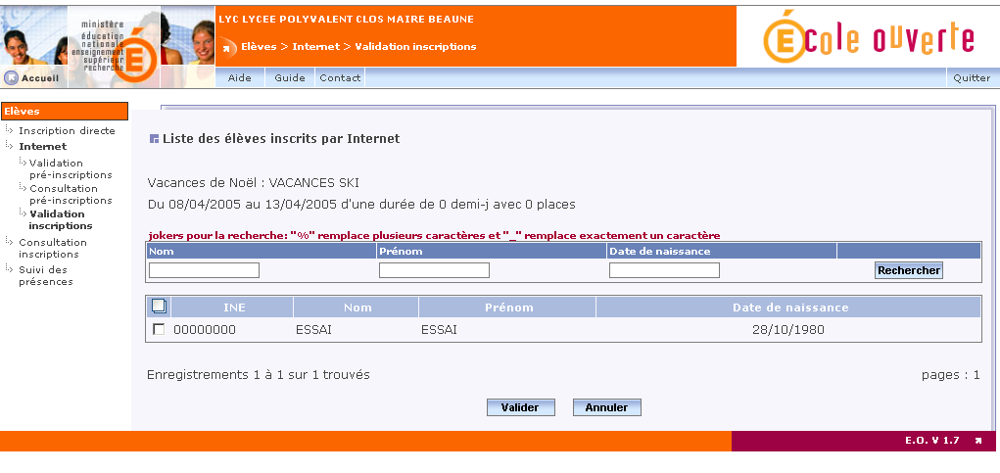 ministère
éducation
nationale
enseignement
supérieur
recherche
É
LYC LYCEE POLYVALENT CLOS MAIRE BEAUNE
Elèves > Internet > Validation inscriptions
École ouverte
Accueil
Aide
Guide
Contact
Quitter
Elèves
Inscription directe
Internet
Validation
pré-inscriptions
Consultation
pré-inscriptions
Validation
inscriptions
Consultation
inscriptions
Suivi des
présences
Liste des élèves inscrits par Internet
Vacances de Noël : VACANCES SKI
Du 08/04/2005 au 13/04/2005 d'une durée de 0 demi-j avec 0 places
jokers pour la recherche: "%" remplace plusieurs caractères et "_" remplace exactement un caractère
Nom Prénom Date de naissance
Rechercher
INE Nom Prénom Date de naissance
00000000 ESSAI ESSAI 28/10/1980
Enregistrements 1 à 1 sur 1 trouvés pages : 1
Valider Annuler
E.O. V 1.7